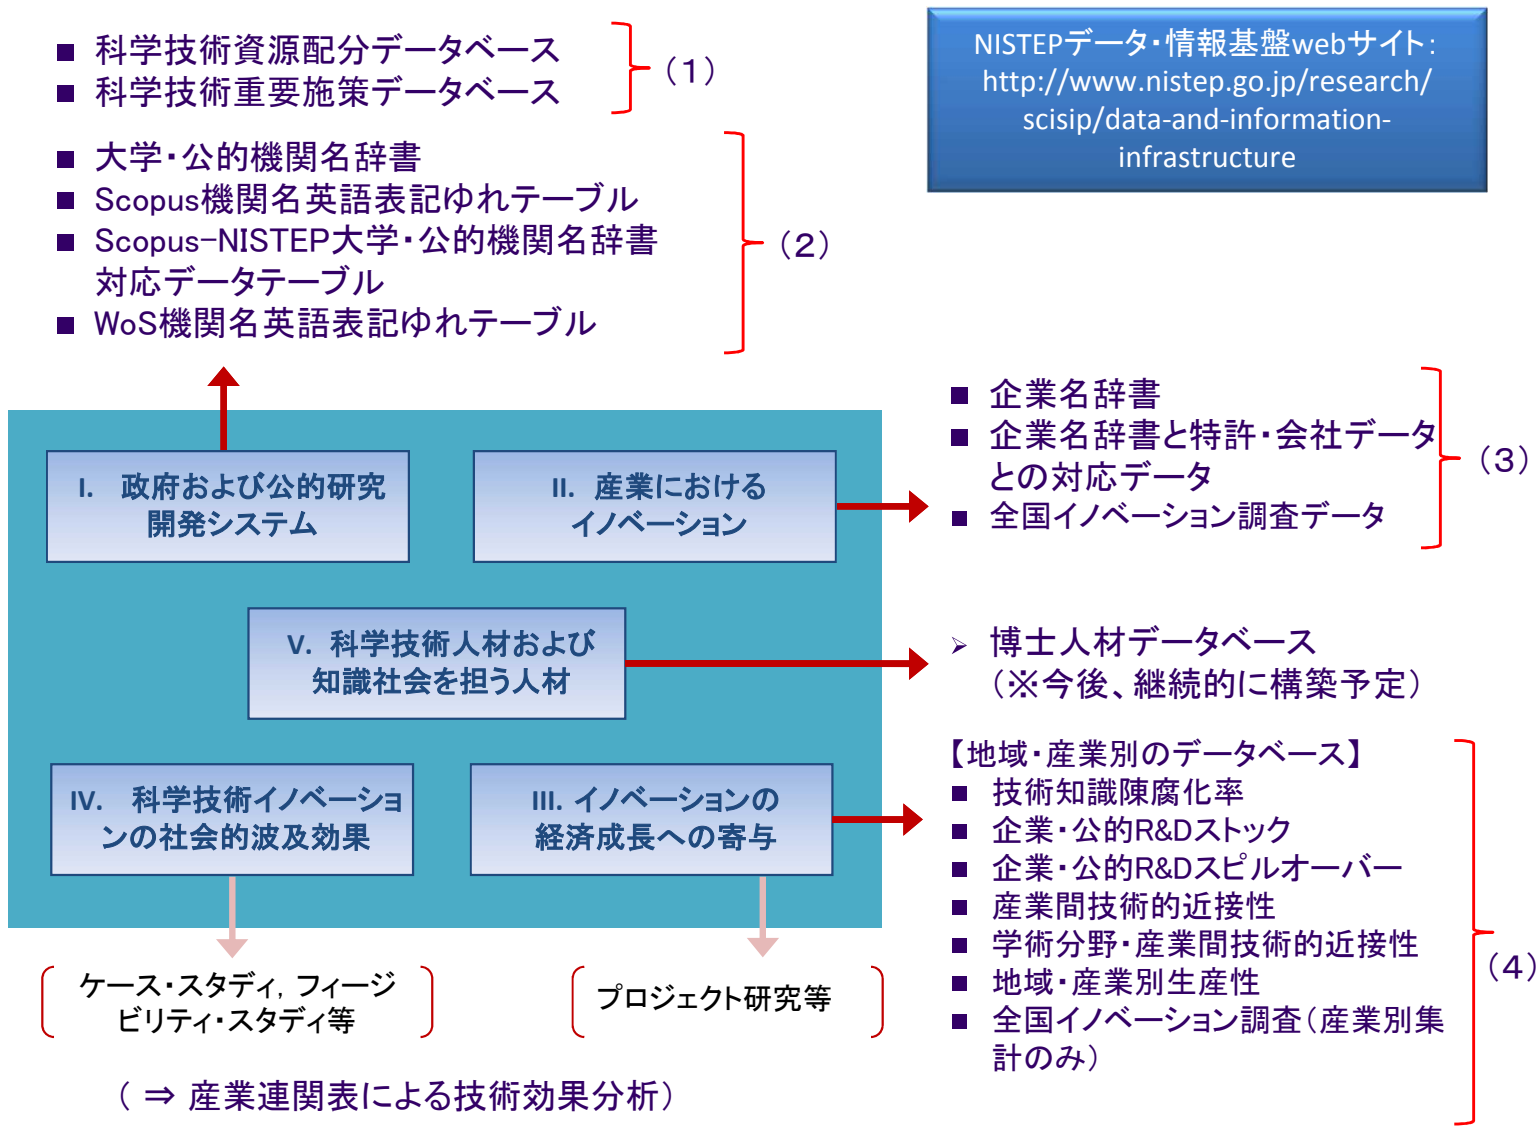 ■ 科学技術資源配分データベース
■ 科学技術重要施策データベース
（1）
■ 大学・公的機関名辞書
■ Scopus機関名英語表記ゆれテーブル
■ Scopus-NISTEP大学・公的機関名辞書
対応データテーブル
■ WoS機関名英語表記ゆれテーブル
（2）
NISTEPデータ・情報基盤webサイト：
http://www.nistep.go.jp/research/
scisip/data-and-information-
infrastructure
I. 政府および公的研究
開発システム
II. 産業における
イノベーション
■ 企業名辞書
■ 企業名辞書と特許・会社データ
との対応データ
■ 全国イノベーション調査データ
（3）
V. 科学技術人材および
知識社会を担う人材
➢ 博士人材データベース
（※今後、継続的に構築予定）
IV. 科学技術イノベーショ
ンの社会的波及効果
III. イノベーションの
経済成長への寄与
【地域・産業別のデータベース】
■ 技術知識陳腐化率
■ 企業・公的R&Dストック
■ 企業・公的R&Dスピルオーバー
■ 産業間技術的近接性
■ 学術分野・産業間技術的近接性
■ 地域・産業別生産性
■ 全国イノベーション調査（産業別集
計のみ）
（4）
ケース・スタディ, フィージ
ビリティ・スタディ等
プロジェクト研究等
（ ⇒ 産業連関表による技術効果分析）